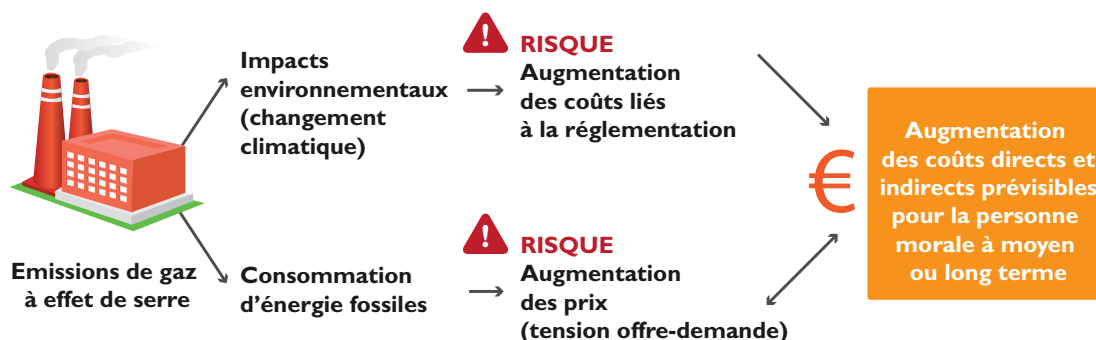 Emissions de gaz
à effet de serre
Impacts
environnementaux
(changement
climatique)
RISQUE
Augmentation
des coûts liés
à la réglementation
Consommation
d'énergie fossiles
RISQUE
Augmentation
des prix
(tension offre-demande)
€
Augmentation
des coûts directs et
indirects prévisibles
pour la personne
morale à moyen
ou long terme